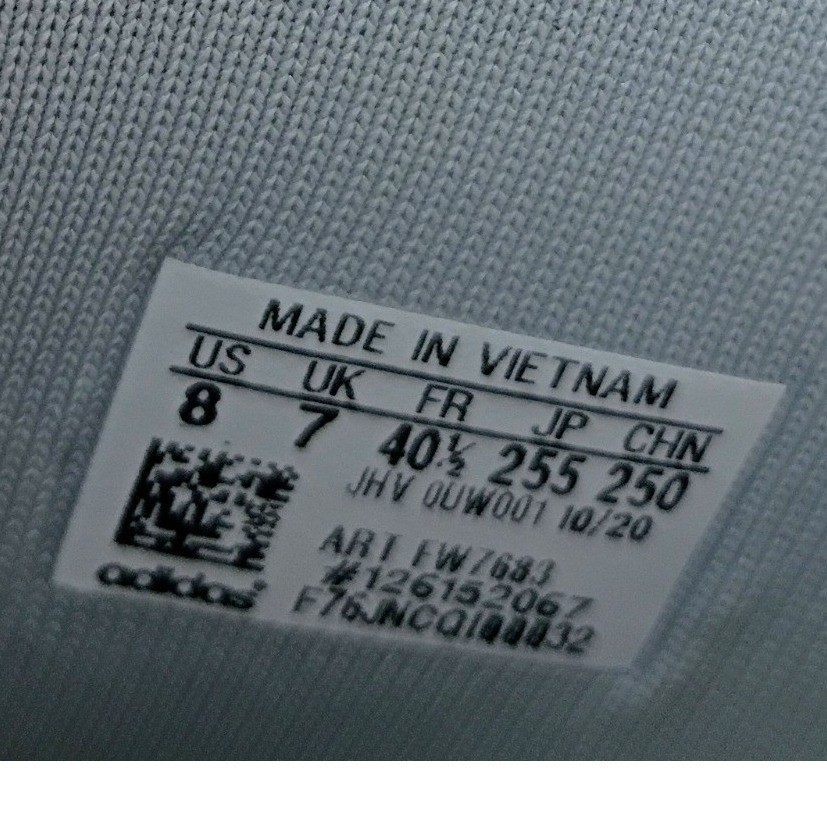 MADE IN VIETNAM
US UK FR JP CHN
8 7 40½ 255 250
JHV 0UW001 10/20
ART FW7683
#126152067
adidas